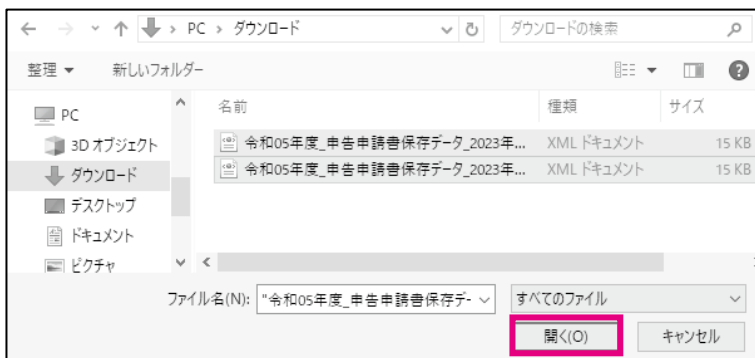 PC › ダウンロード
ダウンロードの検索
整理 新しいフォルダー
PC
3D オブジェクト
ダウンロード
デスクトップ
ドキュメント
ピクチャ
名前 種類 サイズ
令和05年度_申告申請書保存データ_2023年... XML ドキュメント 15 KB
令和05年度_申告申請書保存データ_2023年... XML ドキュメント 15 KB
ファイル名(N): "令和05年度_申告申請書保存デー すべてのファイル
開く(O) キャンセル